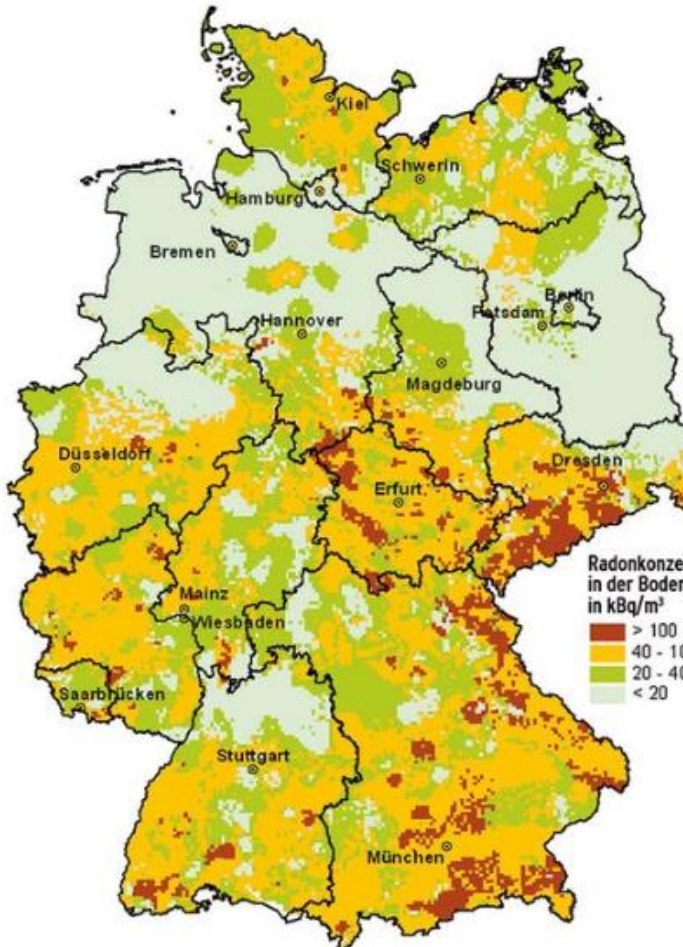 Kiel
Schwerin
Hamburg
Bremen
Berlin
Potsdam
Hannover
Magdeburg
Düsseldorf
Dresden
Erfurt
Radonkonze
in der Boden
in kBq/m³
> 100
40 - 10
20 - 40
< 20
Mainz
Wiesbaden
Saarbrücken
Stuttgart
München